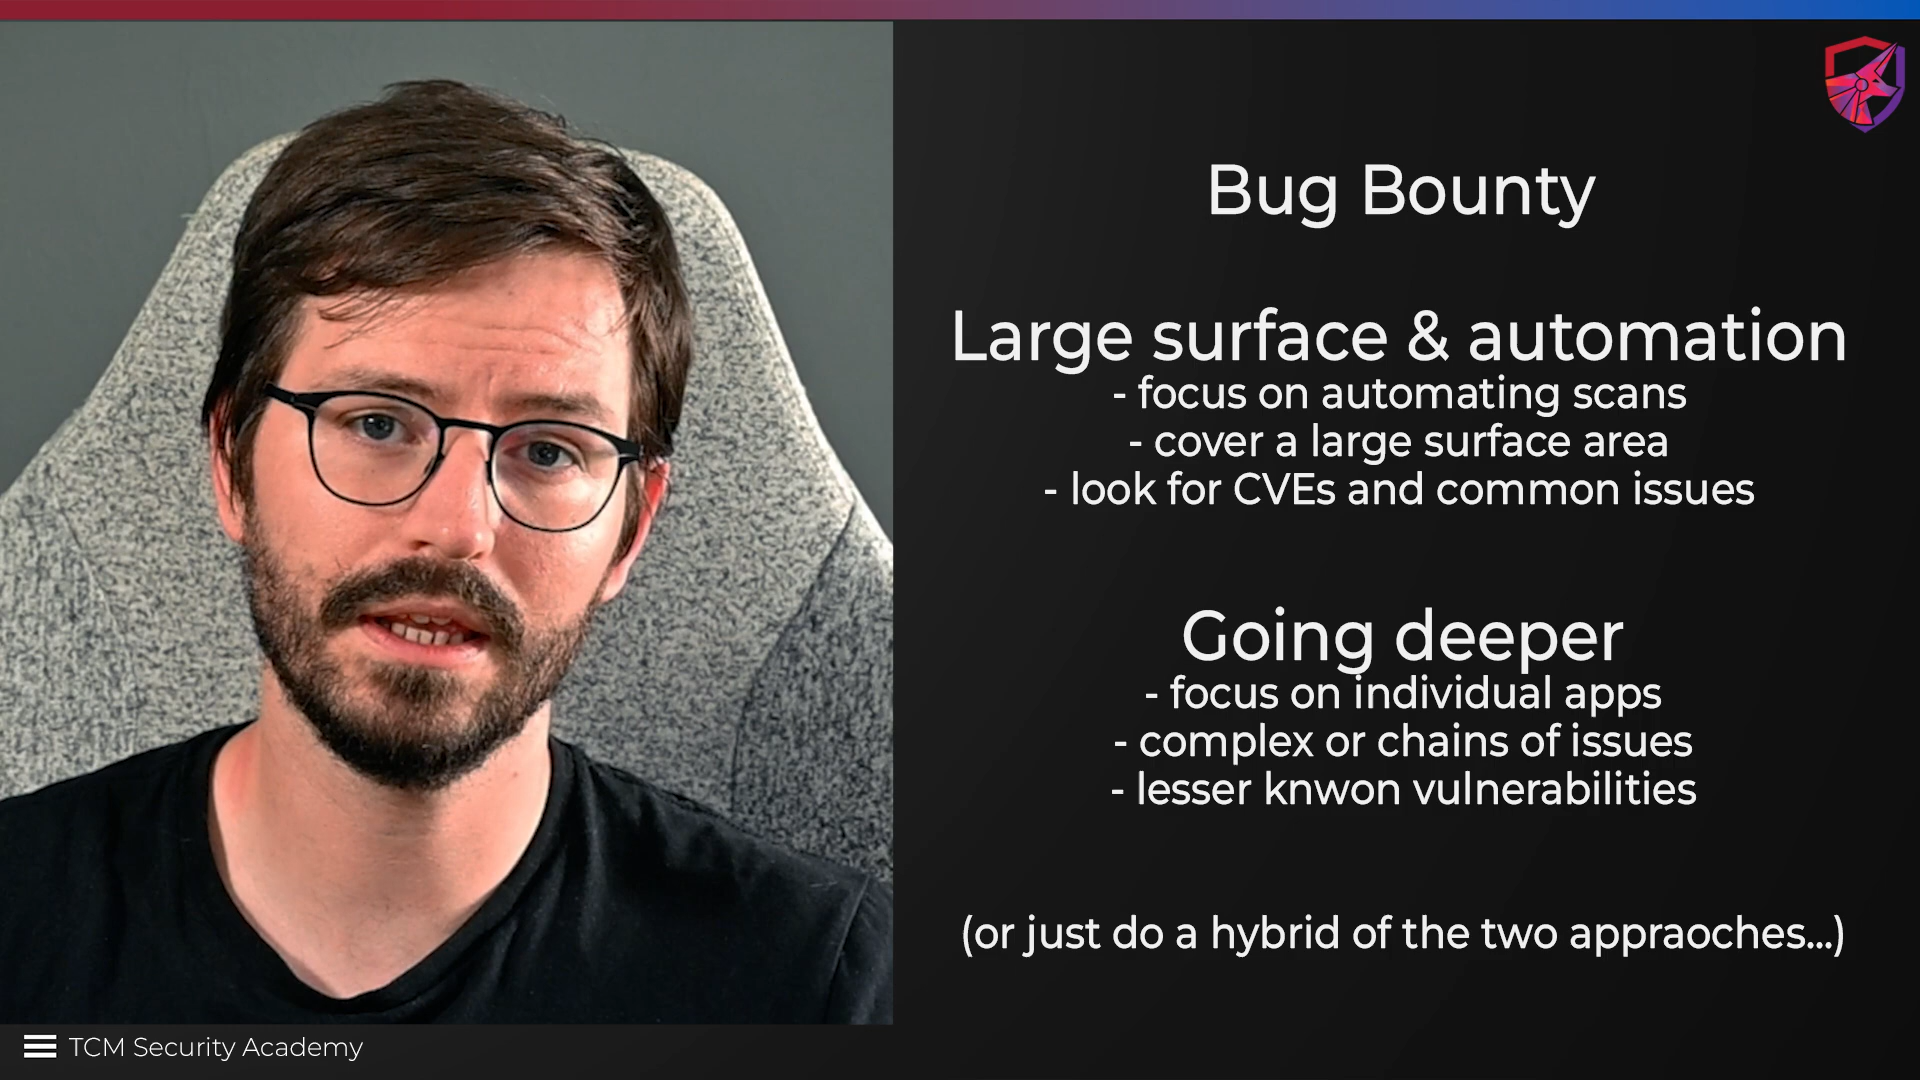 Bug Bounty
Large surface & automation
- focus on automating scans
- cover a large surface area
- look for CVEs and common issues
Going deeper
- focus on individual apps
- complex or chains of issues
- lesser knwon vulnerabilities
(or just do a hybrid of the two appraoches...)
TCM Security Academy